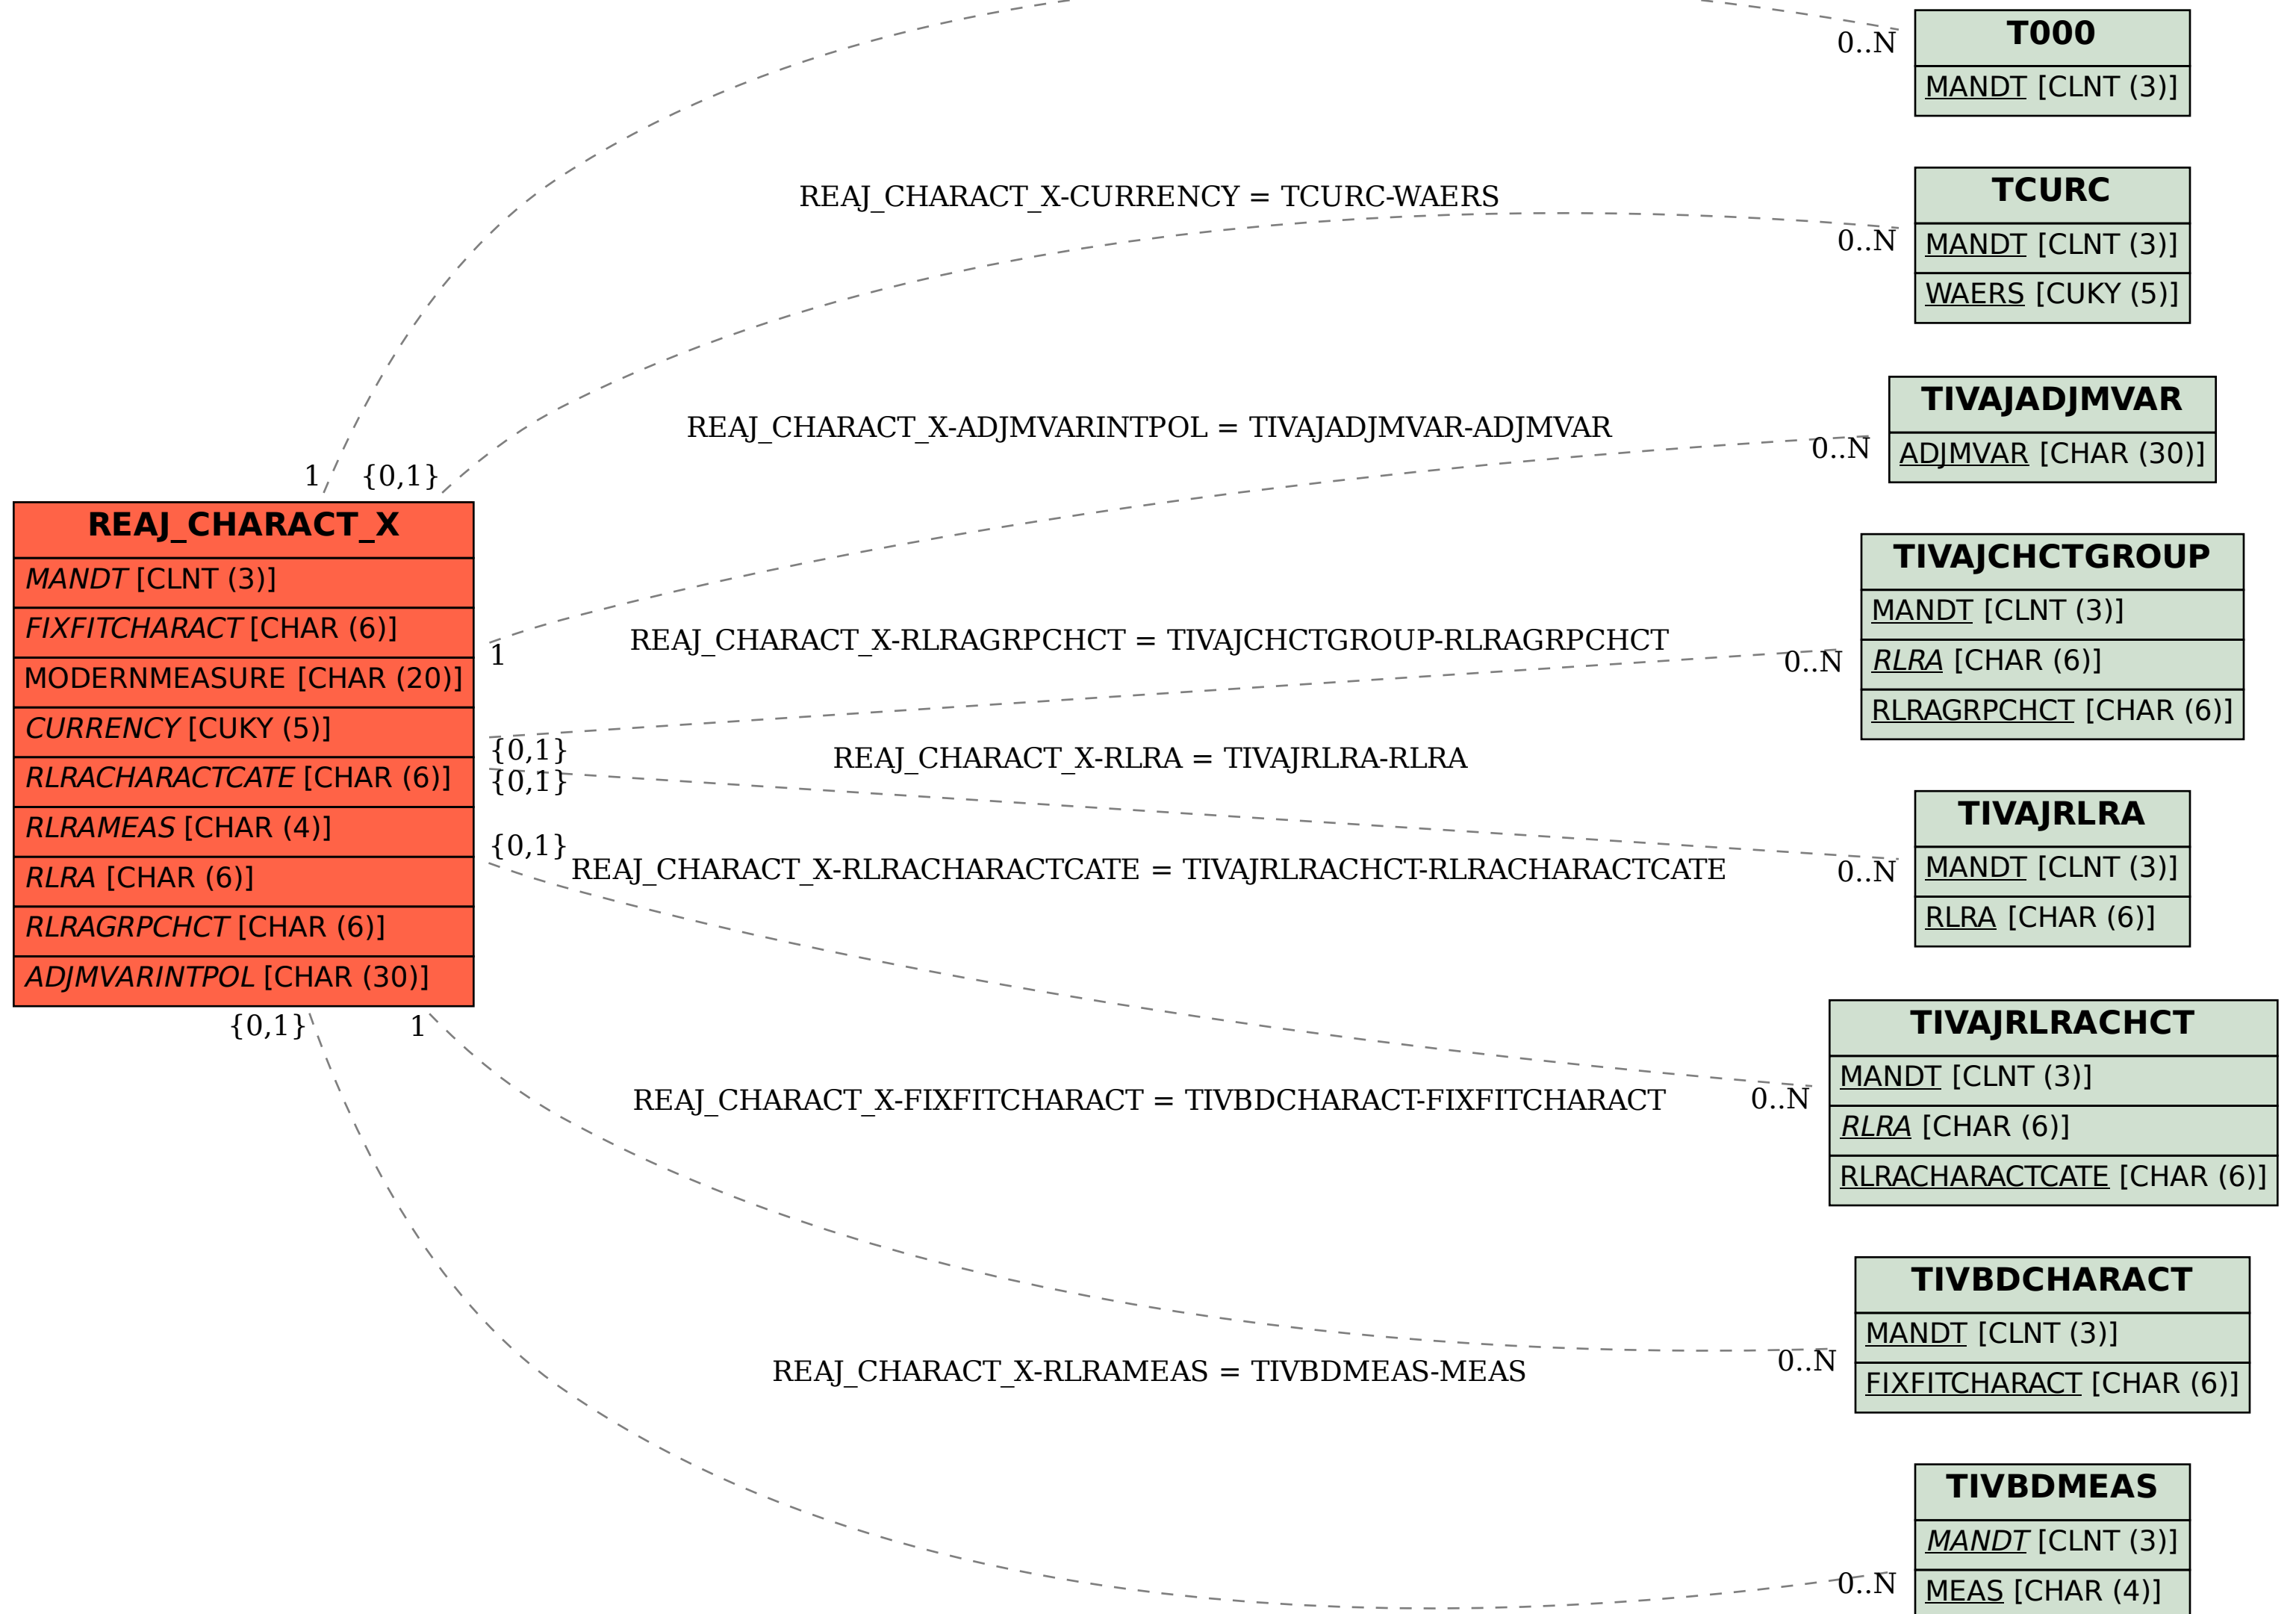 T000
0..N
MANDT [CLNT (3)]
TCURC
REAJ_CHARACT_X-CURRENCY = TCURC-WAERS
0..N
MANDT [CLNT (3)]
WAERS [CUKY (5)]
TIVAJADJMVAR
REAJ_CHARACT_X-ADJMVARINTPOL = TIVAJADJMVAR-ADJMVAR
0..N
ADJMVAR [CHAR (30)]
1
{0,1}
REAJ_CHARACT_X
MANDT [CLNT (3)]
FIXFITCHARACT [CHAR (6)]
MODERNMEASURE [CHAR (20)]
CURRENCY [CUKY (5)]
RLRACHARACTCATE [CHAR (6)]
RLRAMEAS [CHAR (4)]
RLRA [CHAR (6)]
RLRAGRPCHCT [CHAR (6)]
ADJMVARINTPOL [CHAR (30)]
1
REAJ_CHARACT_X-RLRAGRPCHCT = TIVAJCHCTGROUP-RLRAGRPCHCT
0..N
TIVAJCHCTGROUP
MANDT [CLNT (3)]
RLRA [CHAR (6)]
RLRAGRPCHCT [CHAR (6)]
{0,1}
{0,1}
REAJ_CHARACT_X-RLRA = TIVAJRLRA-RLRA
0..N
TIVAJRLRA
MANDT [CLNT (3)]
RLRA [CHAR (6)]
{0,1}
REAJ_CHARACT_X-RLRACHARACTCATE = TIVAJRLRACHCT-RLRACHARACTCATE
0..N
TIVAJRLRACHCT
MANDT [CLNT (3)]
RLRA [CHAR (6)]
RLRACHARACTCATE [CHAR (6)]
{0,1}
1
REAJ_CHARACT_X-FIXFITCHARACT = TIVBDCHARACT-FIXFITCHARACT
0..N
TIVBDCHARACT
MANDT [CLNT (3)]
FIXFITCHARACT [CHAR (6)]
REAJ_CHARACT_X-RLRAMEAS = TIVBDMEAS-MEAS
0..N
TIVBDMEAS
MANDT [CLNT (3)]
MEAS [CHAR (4)]